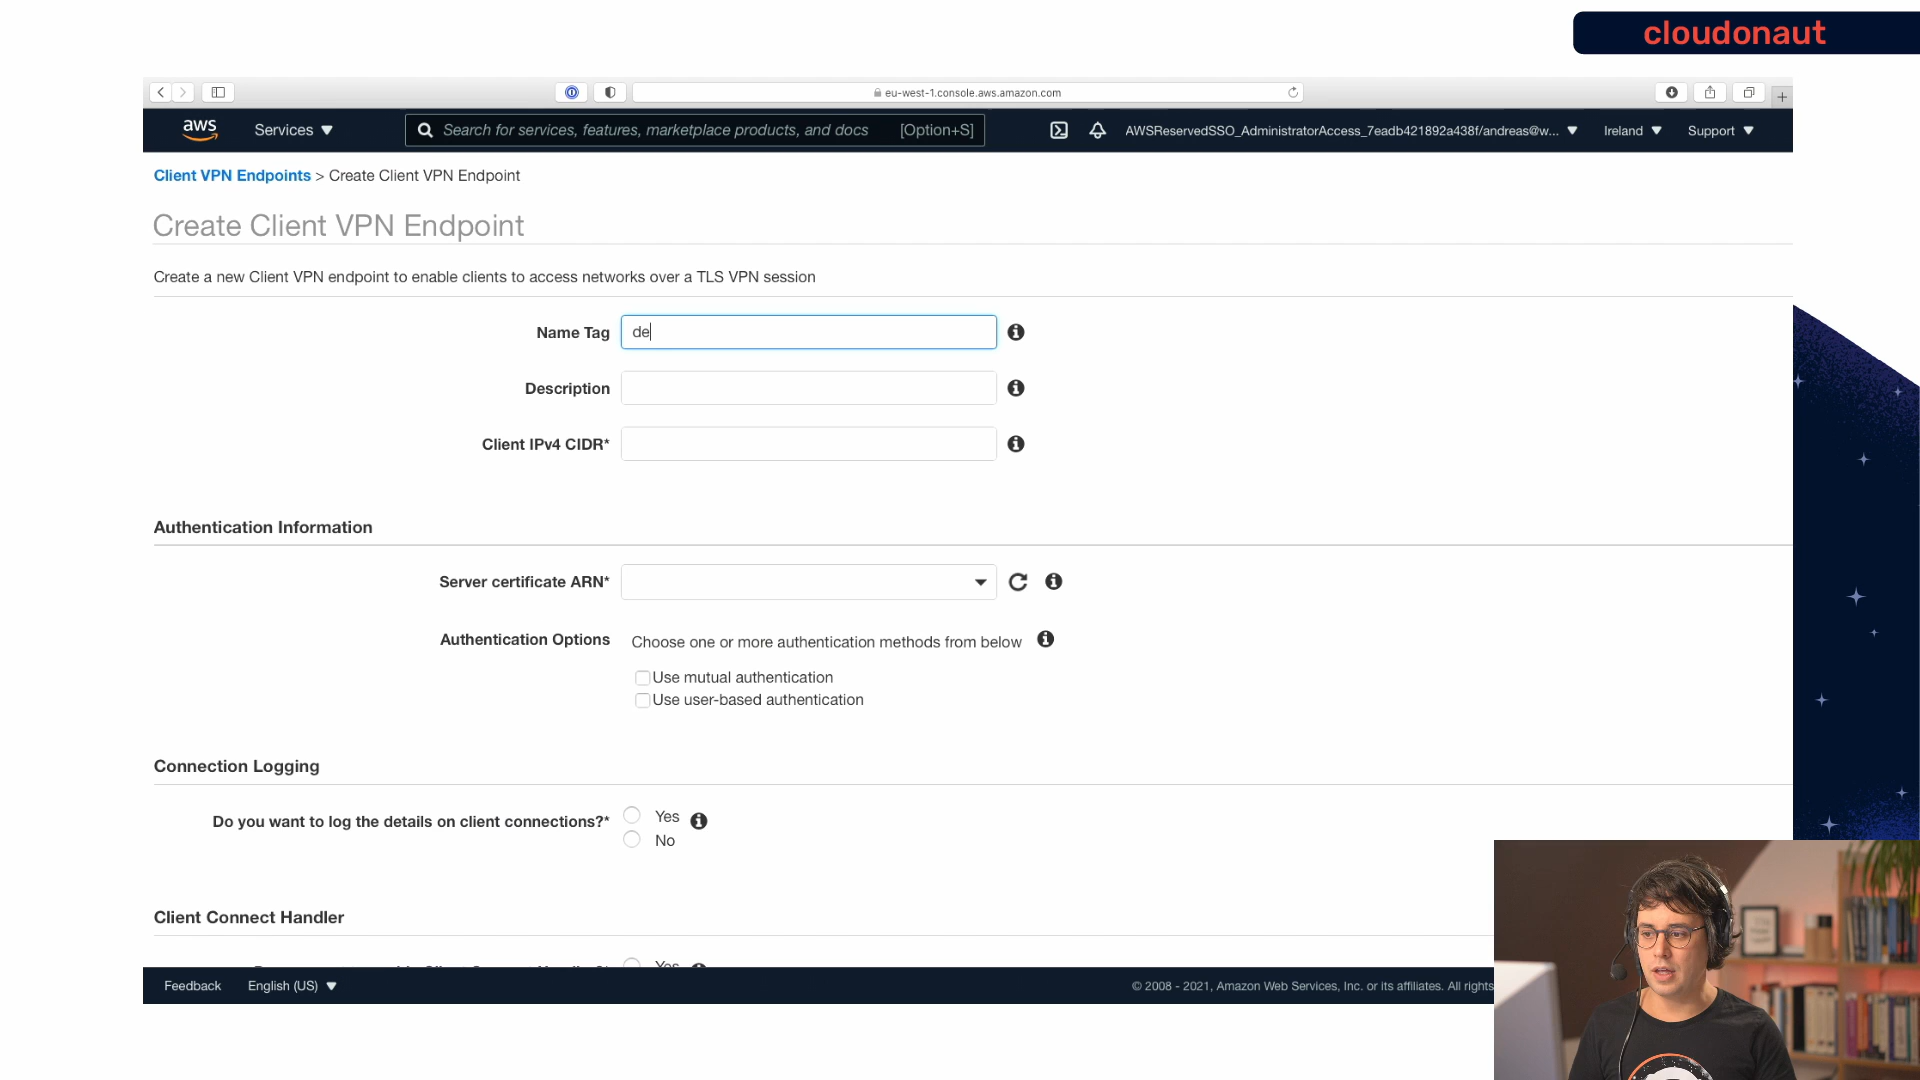 cloudonaut
eu-west-1.console.aws.amazon.com
aws
Services
Search for services, features, marketplace products, and docs [Option+S]
AWSReservedSSO_AdministratorAccess_7eadb421892a438f/andreas@w...
Ireland
Support
Client VPN Endpoints > Create Client VPN Endpoint
Create Client VPN Endpoint
Create a new Client VPN endpoint to enable clients to access networks over a TLS VPN session
Name Tag de
Description
Client IPv4 CIDR*
Authentication Information
Server certificate ARN*
Authentication Options Choose one or more authentication methods from below
Use mutual authentication
Use user-based authentication
Connection Logging
Do you want to log the details on client connections?* Yes
No
Client Connect Handler
Yes
Feedback English (US) © 2008 - 2021, Amazon Web Services, Inc. or its affiliates. All rights